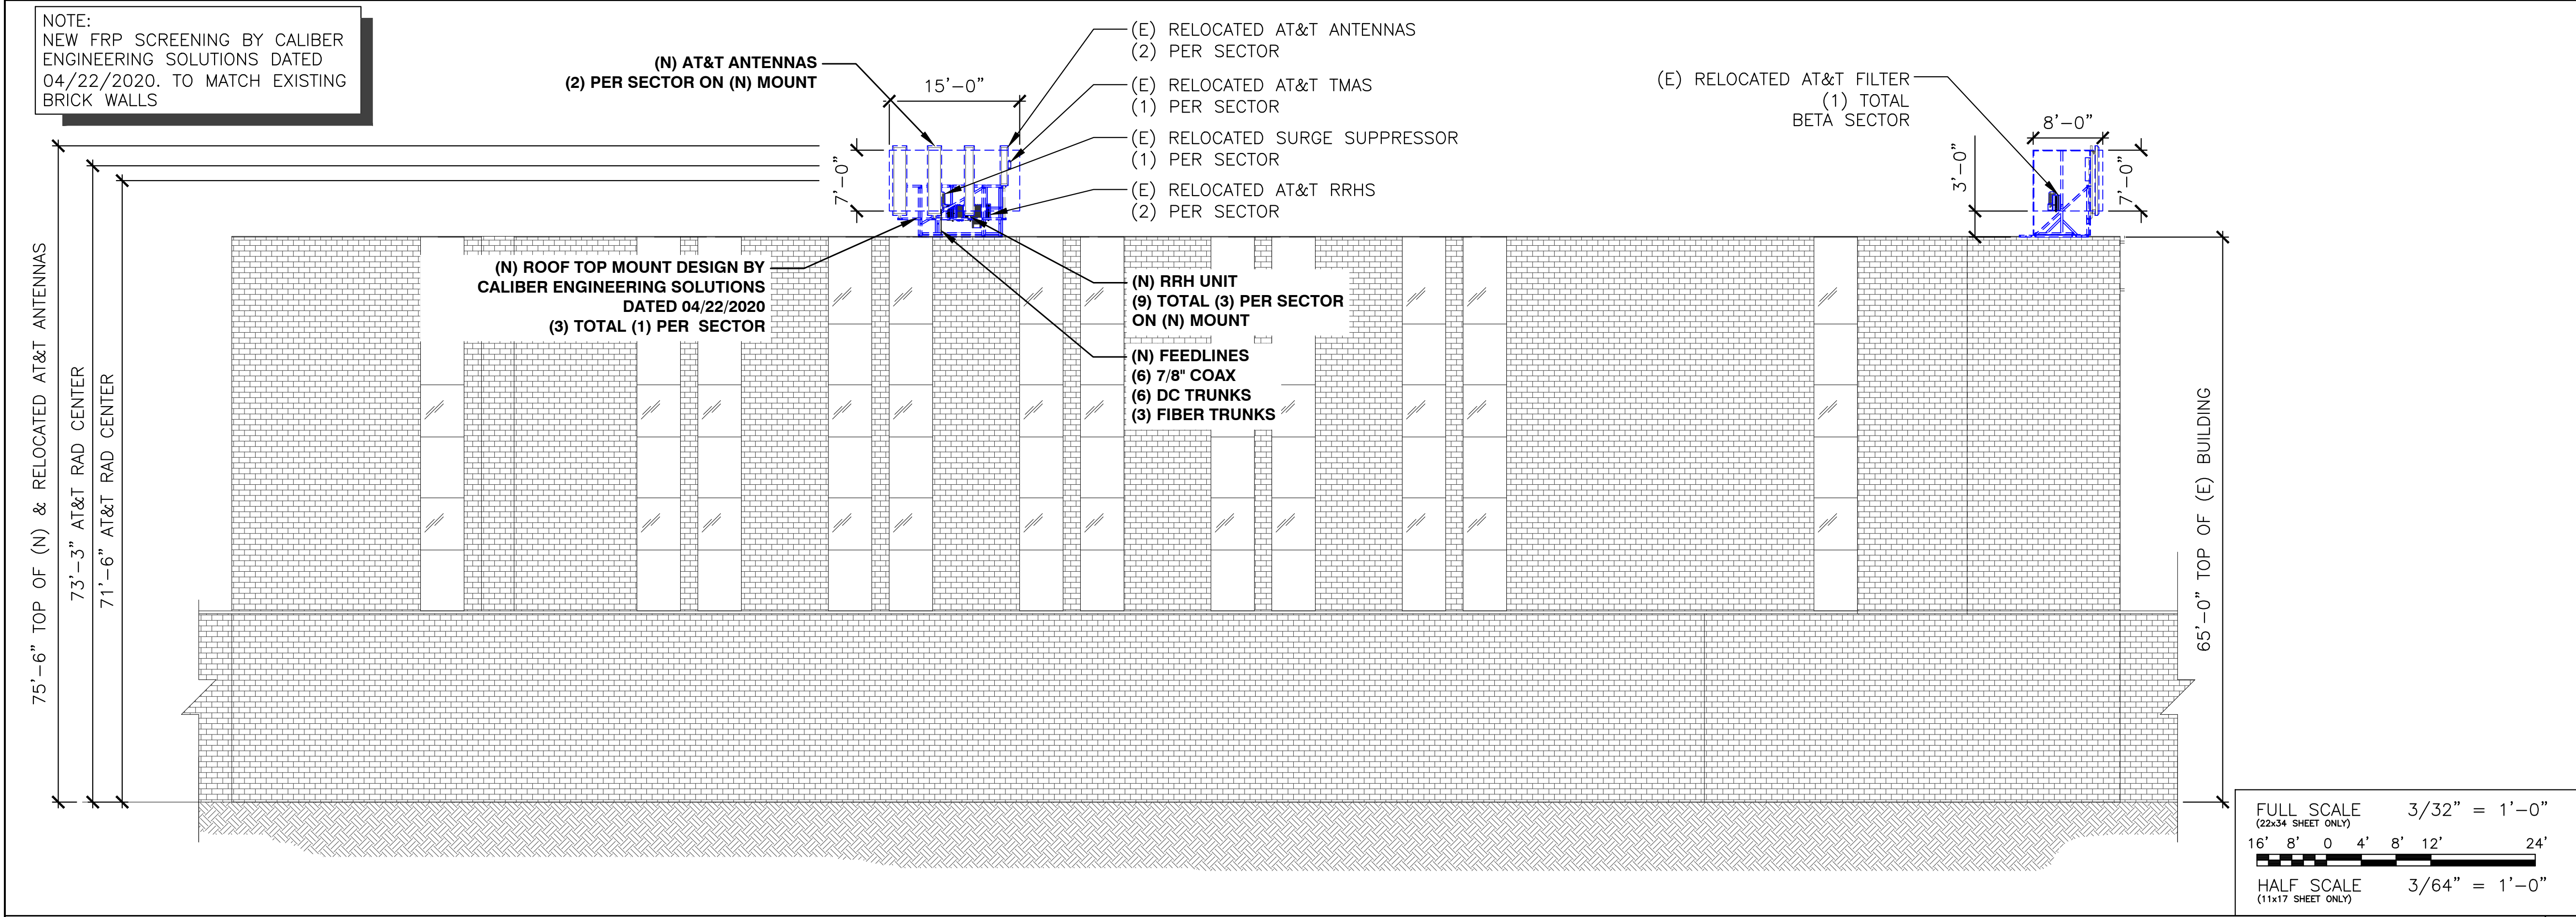 NOTE:
NEW FRP SCREENING BY CALIBER
ENGINEERING SOLUTIONS DATED
04/22/2020. TO MATCH EXISTING
BRICK WALLS
(N) AT&T ANTENNAS
(2) PER SECTOR ON (N) MOUNT
15'-0"
(E) RELOCATED AT&T ANTENNAS
(2) PER SECTOR
(E) RELOCATED AT&T TMAS
(1) PER SECTOR
(E) RELOCATED SURGE SUPPRESSOR
(1) PER SECTOR
(E) RELOCATED AT&T RRHS
(2) PER SECTOR
(E) RELOCATED AT&T FILTER
(1) TOTAL
BETA SECTOR
8'-0"
3'-0"
7'-0"
7'-0"
(N) ROOF TOP MOUNT DESIGN BY
CALIBER ENGINEERING SOLUTIONS
DATED 04/22/2020
(3) TOTAL (1) PER SECTOR
(N) RRH UNIT
(9) TOTAL (3) PER SECTOR
ON (N) MOUNT
(N) FEEDLINES
(6) 7/8" COAX
(6) DC TRUNKS
(3) FIBER TRUNKS
75'-6" TOP OF (N) & RELOCATED AT&T ANTENNAS
73'-3" AT&T RAD CENTER
71'-6" AT&T RAD CENTER
65'-0" TOP OF (E) BUILDING
FULL SCALE 3/32" = 1'-0"
(22x34 SHEET ONLY)
16' 8' 0 4' 8' 12' 24'
HALF SCALE 3/64" = 1'-0"
(11x17 SHEET ONLY)